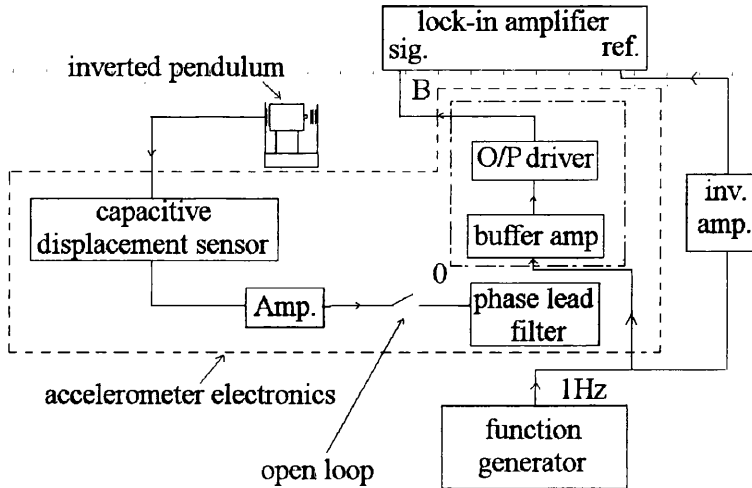 lock-in amplifier
sig.
ref.
inverted pendulum
B
O/P driver
inv.
amp.
capacitive
displacement sensor
buffer amp
0
Amp.
phase lead
filter
accelerometer electronics
1Hz
function
generator
open loop